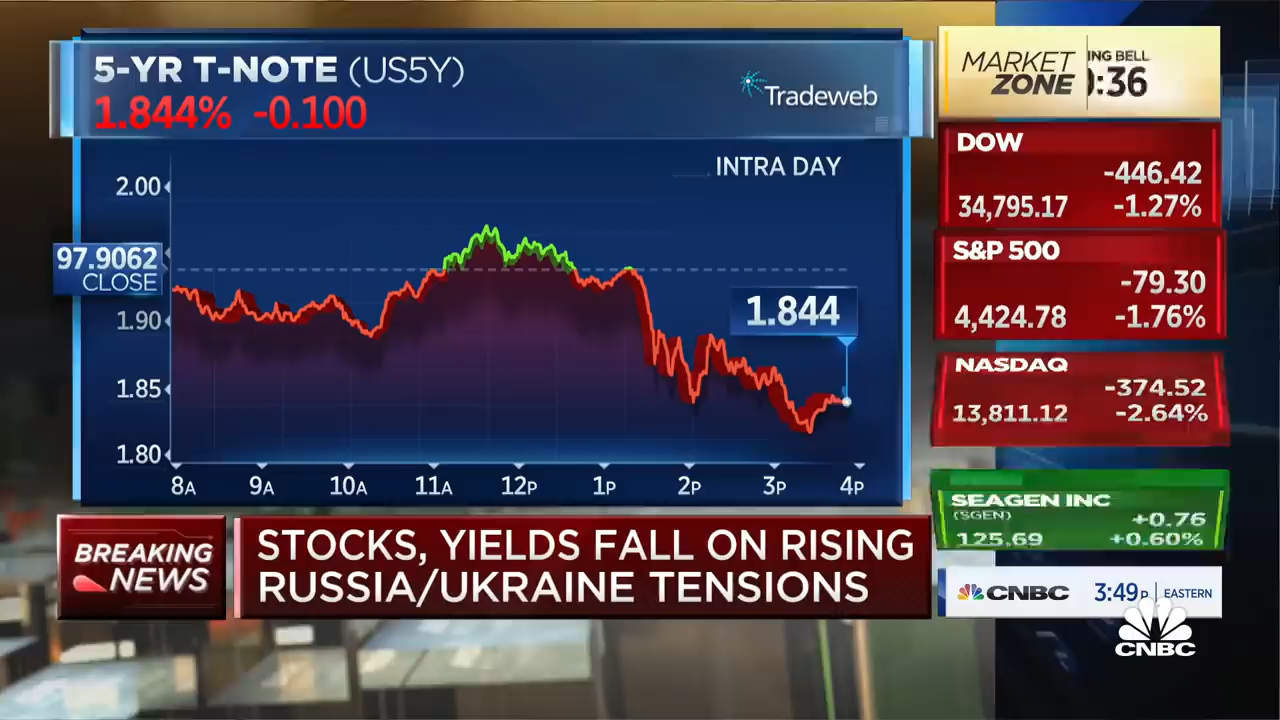 5-YR T-NOTE (US5Y)
1.844% -0.100
Tradeweb
INTRA DAY
2.00
97.9062
CLOSE
1.90
1.844
1.85
1.80
8A 9A 10A 11A 12P 1P 2P 3P 4P
BREAKING
NEWS
STOCKS, YIELDS FALL ON RISING
RUSSIA/UKRAINE TENSIONS
MARKET
ZONE
ING BELL
:36
DOW
-446.42
34,795.17 -1.27%
S&P 500
-79.30
4,424.78 -1.76%
NASDAQ
-374.52
13,811.12 -2.64%
SEAGEN INC
(SGEN) +0.76
125.69 +0.60%
CNBC 3:49P EASTERN
CNBC